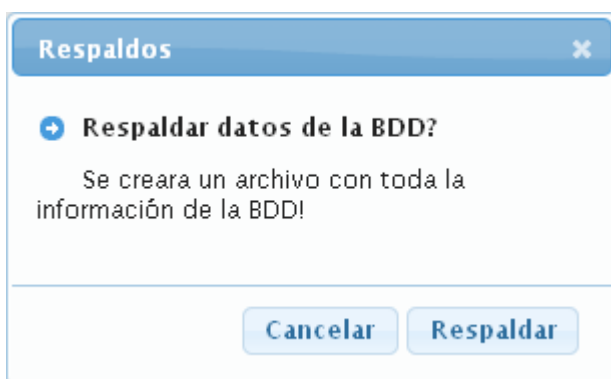 Respaldos
Respaldar datos de la BDD?
Se creara un archivo con toda la
información de la BDD!
Cancelar Respaldar